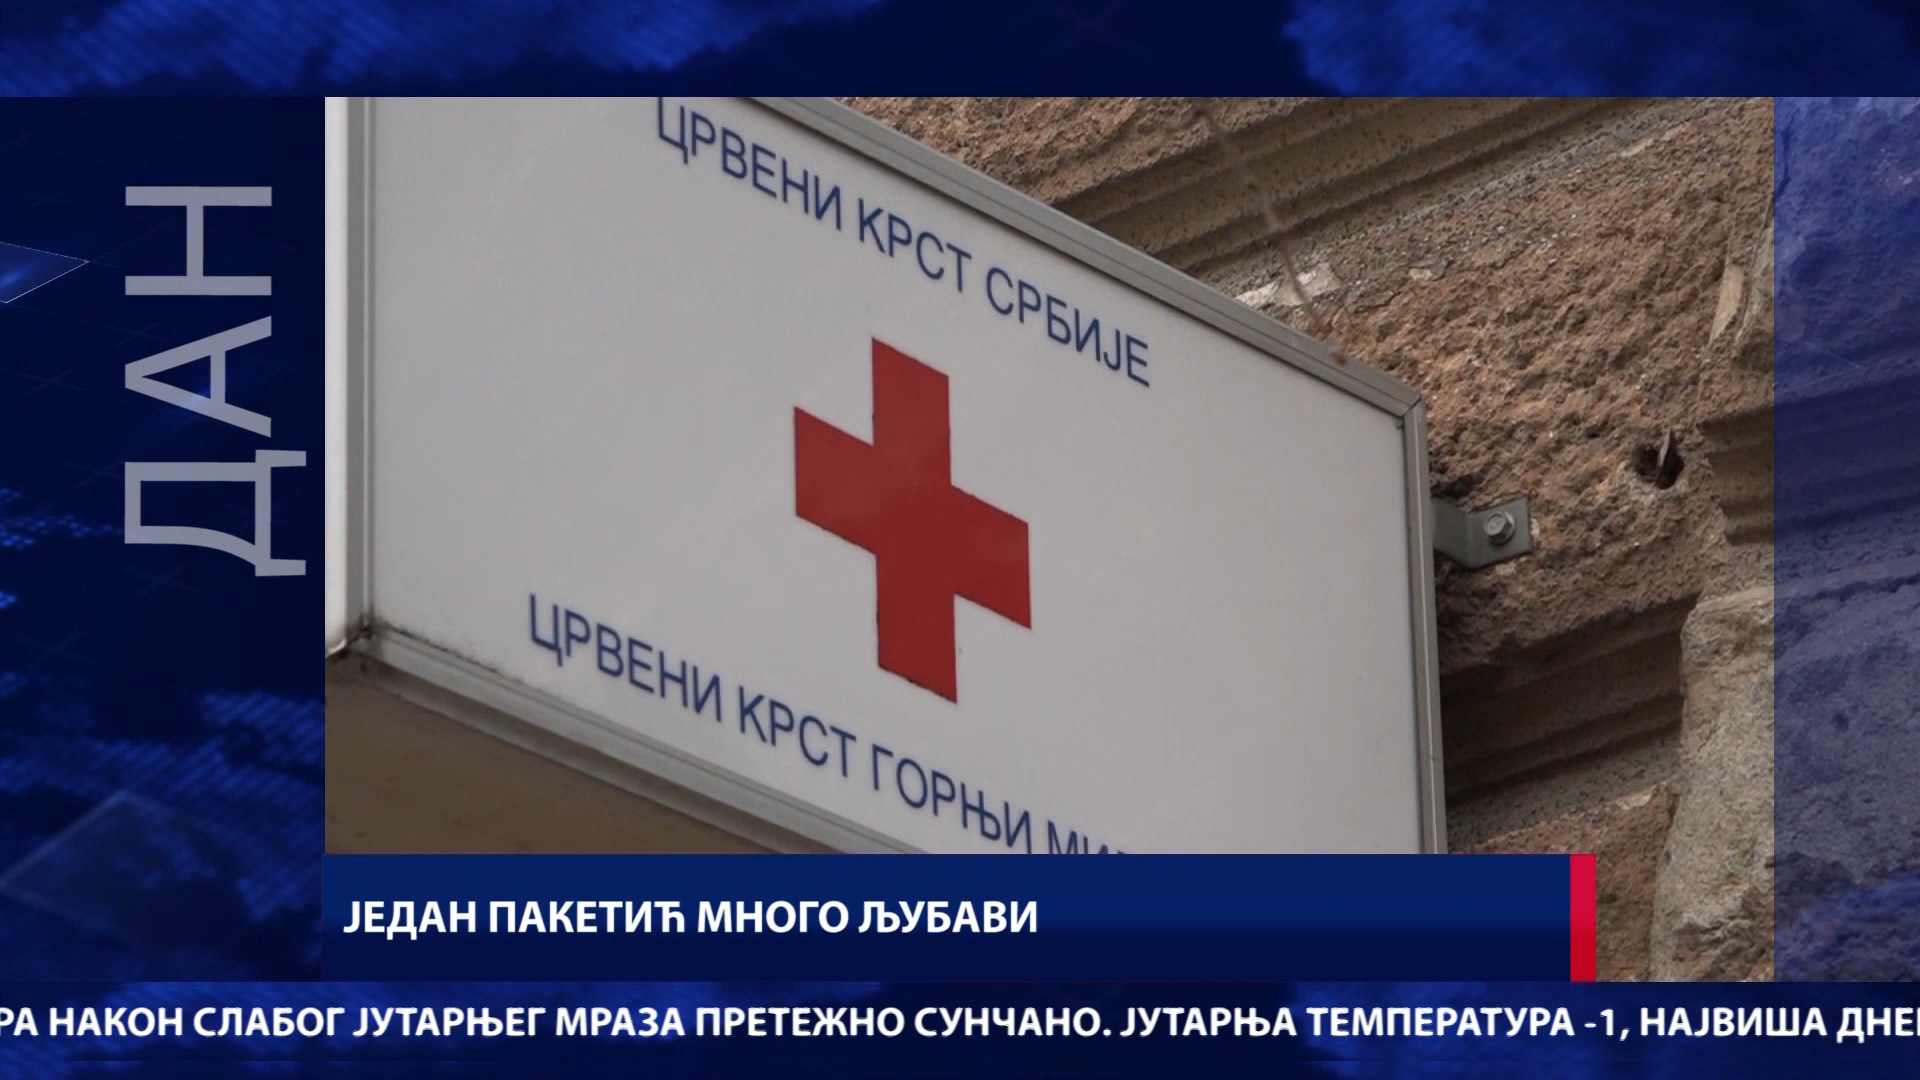 ДАН
ЦРВЕНИ КРСТ СРБИЈЕ
ЦРВЕНИ КРСТ ГОРЊИ
ЈЕДАН ПАКЕТИЋ МНОГО ЉУБАВИ
НАКОН СЛАБОГ ЈУТАРЊЕГ МРАЗА ПРЕТЕЖНО СУНЧАНО. ЈУТАРЊА ТЕМПЕРАТУРА -1, НАЈВИША